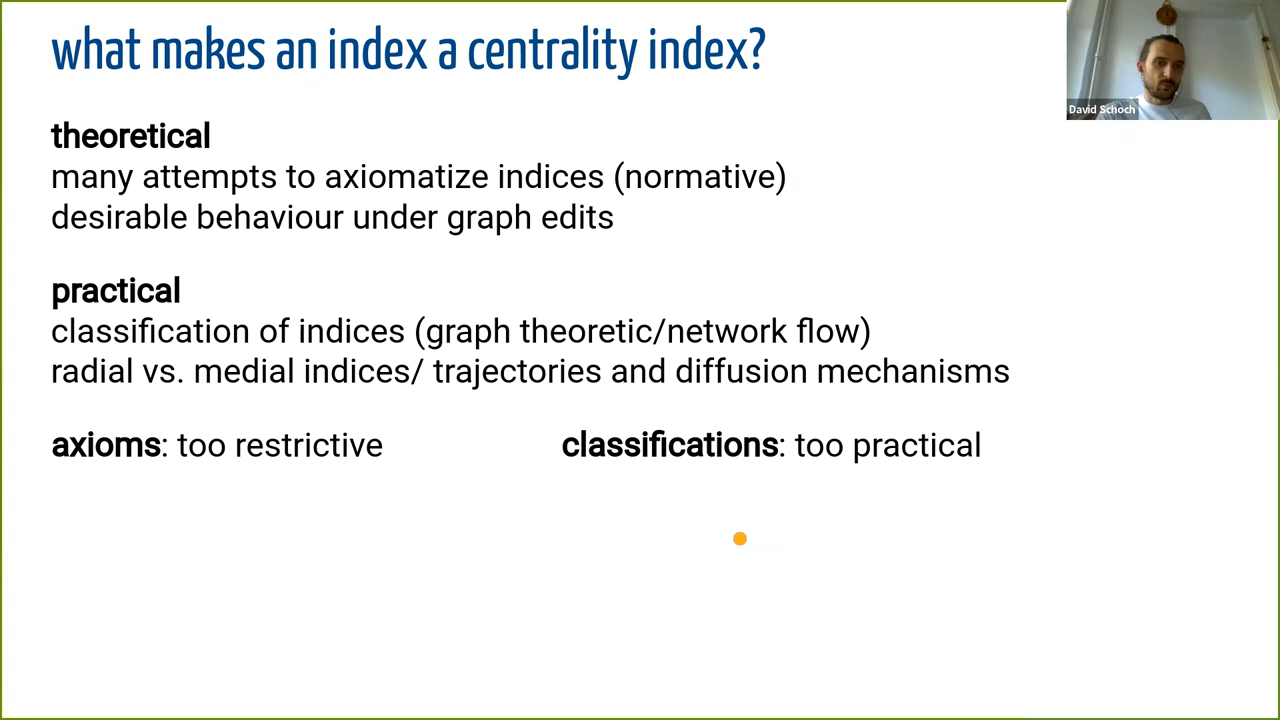 what makes an index a centrality index?
David Schoch
theoretical
many attempts to axiomatize indices (normative)
desirable behaviour under graph edits
practical
classification of indices (graph theoretic/network flow)
radial vs. medial indices/ trajectories and diffusion mechanisms
axioms: too restrictive
classifications: too practical